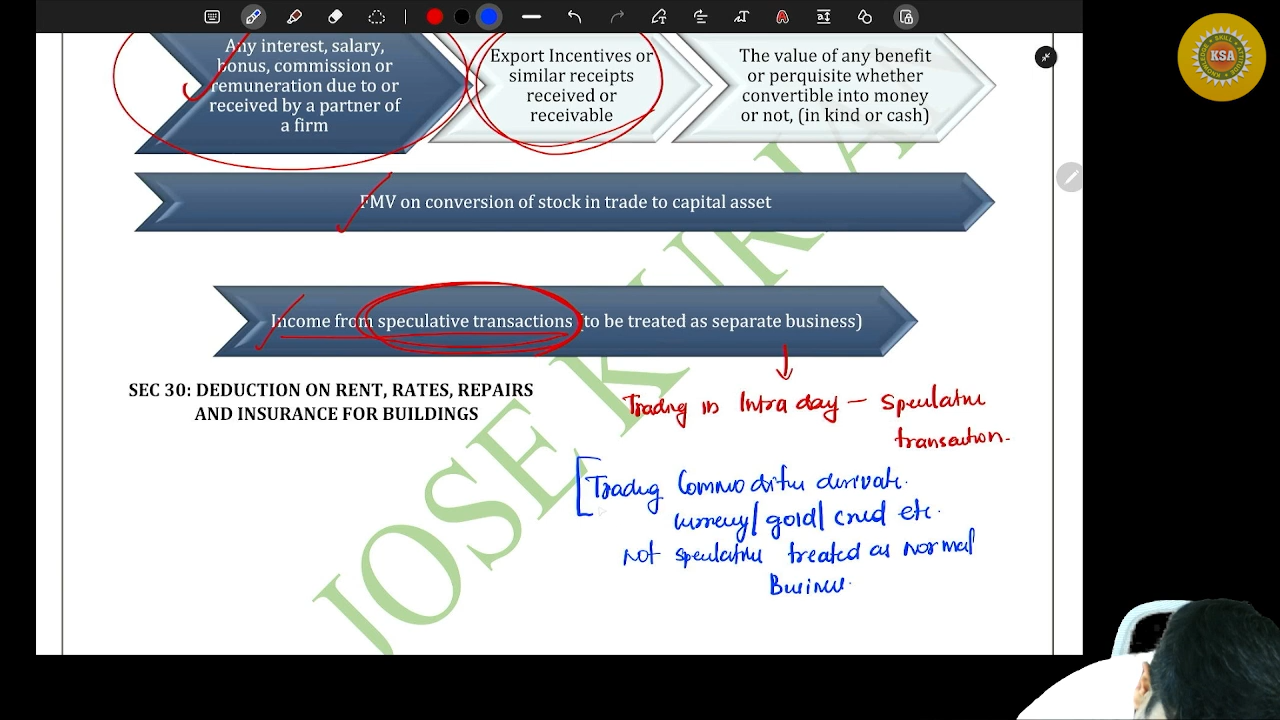 Any interest, salary,
bonus, commission or
remuneration due to or
received by a partner of
a firm
Export Incentives or
similar receipts
received or
receivable
The value of any benefit
or perquisite whether
convertible into money
or not, (in kind or cash)
FMV on conversion of stock in trade to capital asset
Income from speculative transactions (to be treated as separate business)
SEC 30: DEDUCTION ON RENT, RATES, REPAIRS
AND INSURANCE FOR BUILDINGS
Trading in Intra day – Speculative
transaction.
Trading Commodities derivate.
currency/ gold/ crud etc.
not speculative treated as normal
Business.
JOSE KURIA
KSA
KNOWLEDGE SKILL ATTITUDE